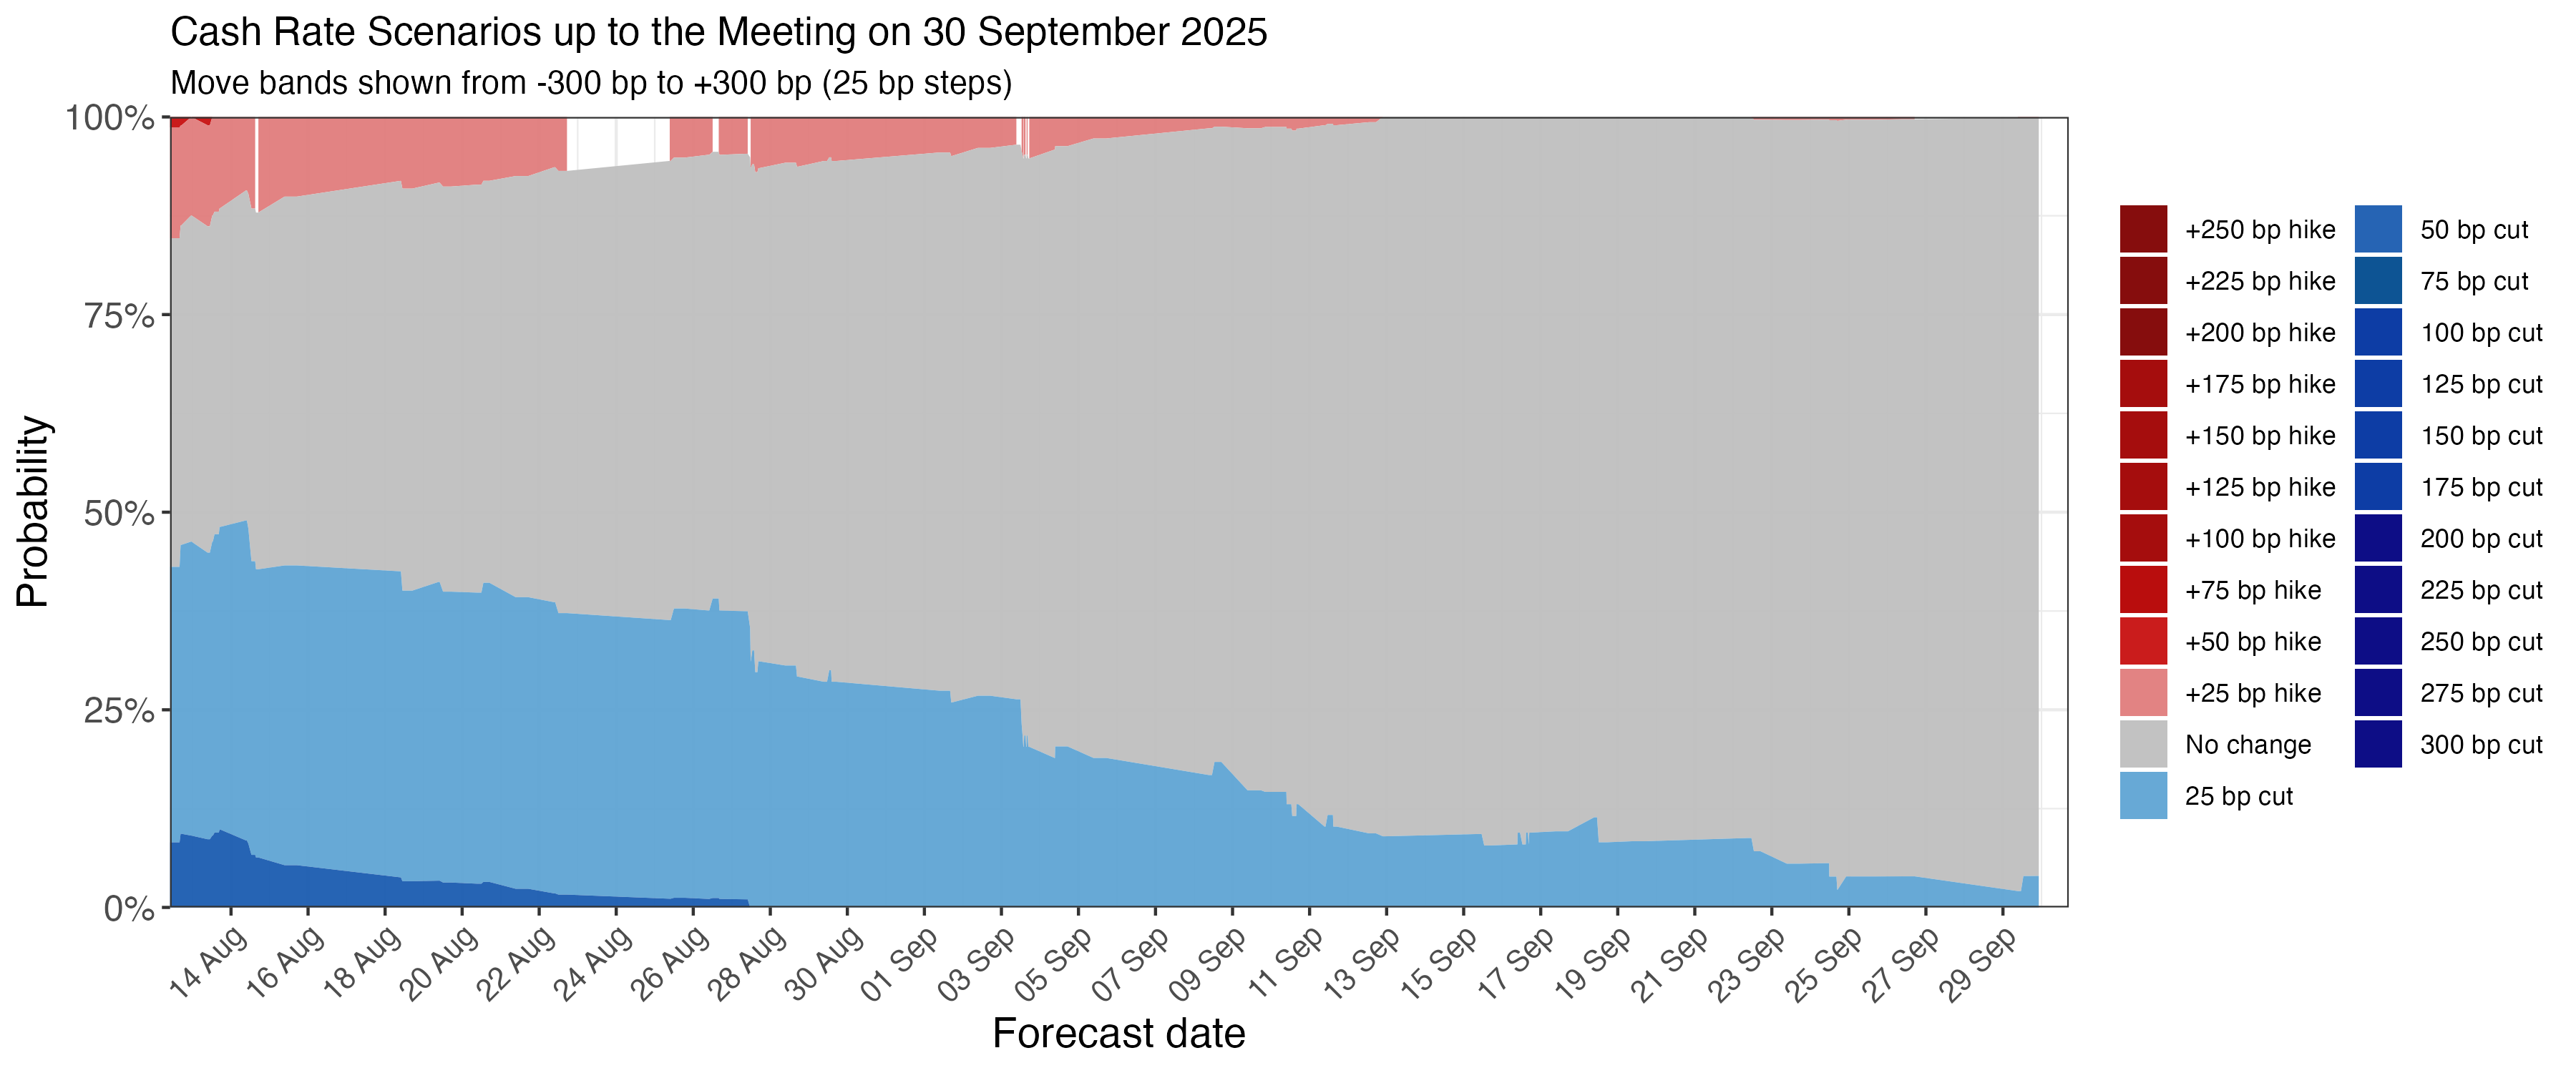 Cash Rate Scenarios up to the Meeting on 30 September 2025
Move bands shown from -300 bp to +300 bp (25 bp steps)
Probability
100%
75%
50%
25%
0%
14 Aug
16 Aug
18 Aug
20 Aug
22 Aug
24 Aug
26 Aug
28 Aug
30 Aug
01 Sep
03 Sep
05 Sep
07 Sep
09 Sep
11 Sep
13 Sep
15 Sep
17 Sep
19 Sep
21 Sep
23 Sep
25 Sep
27 Sep
29 Sep
Forecast date
+250 bp hike
+225 bp hike
+200 bp hike
+175 bp hike
+150 bp hike
+125 bp hike
+100 bp hike
+75 bp hike
+50 bp hike
+25 bp hike
No change
25 bp cut
50 bp cut
75 bp cut
100 bp cut
125 bp cut
150 bp cut
175 bp cut
200 bp cut
225 bp cut
250 bp cut
275 bp cut
300 bp cut